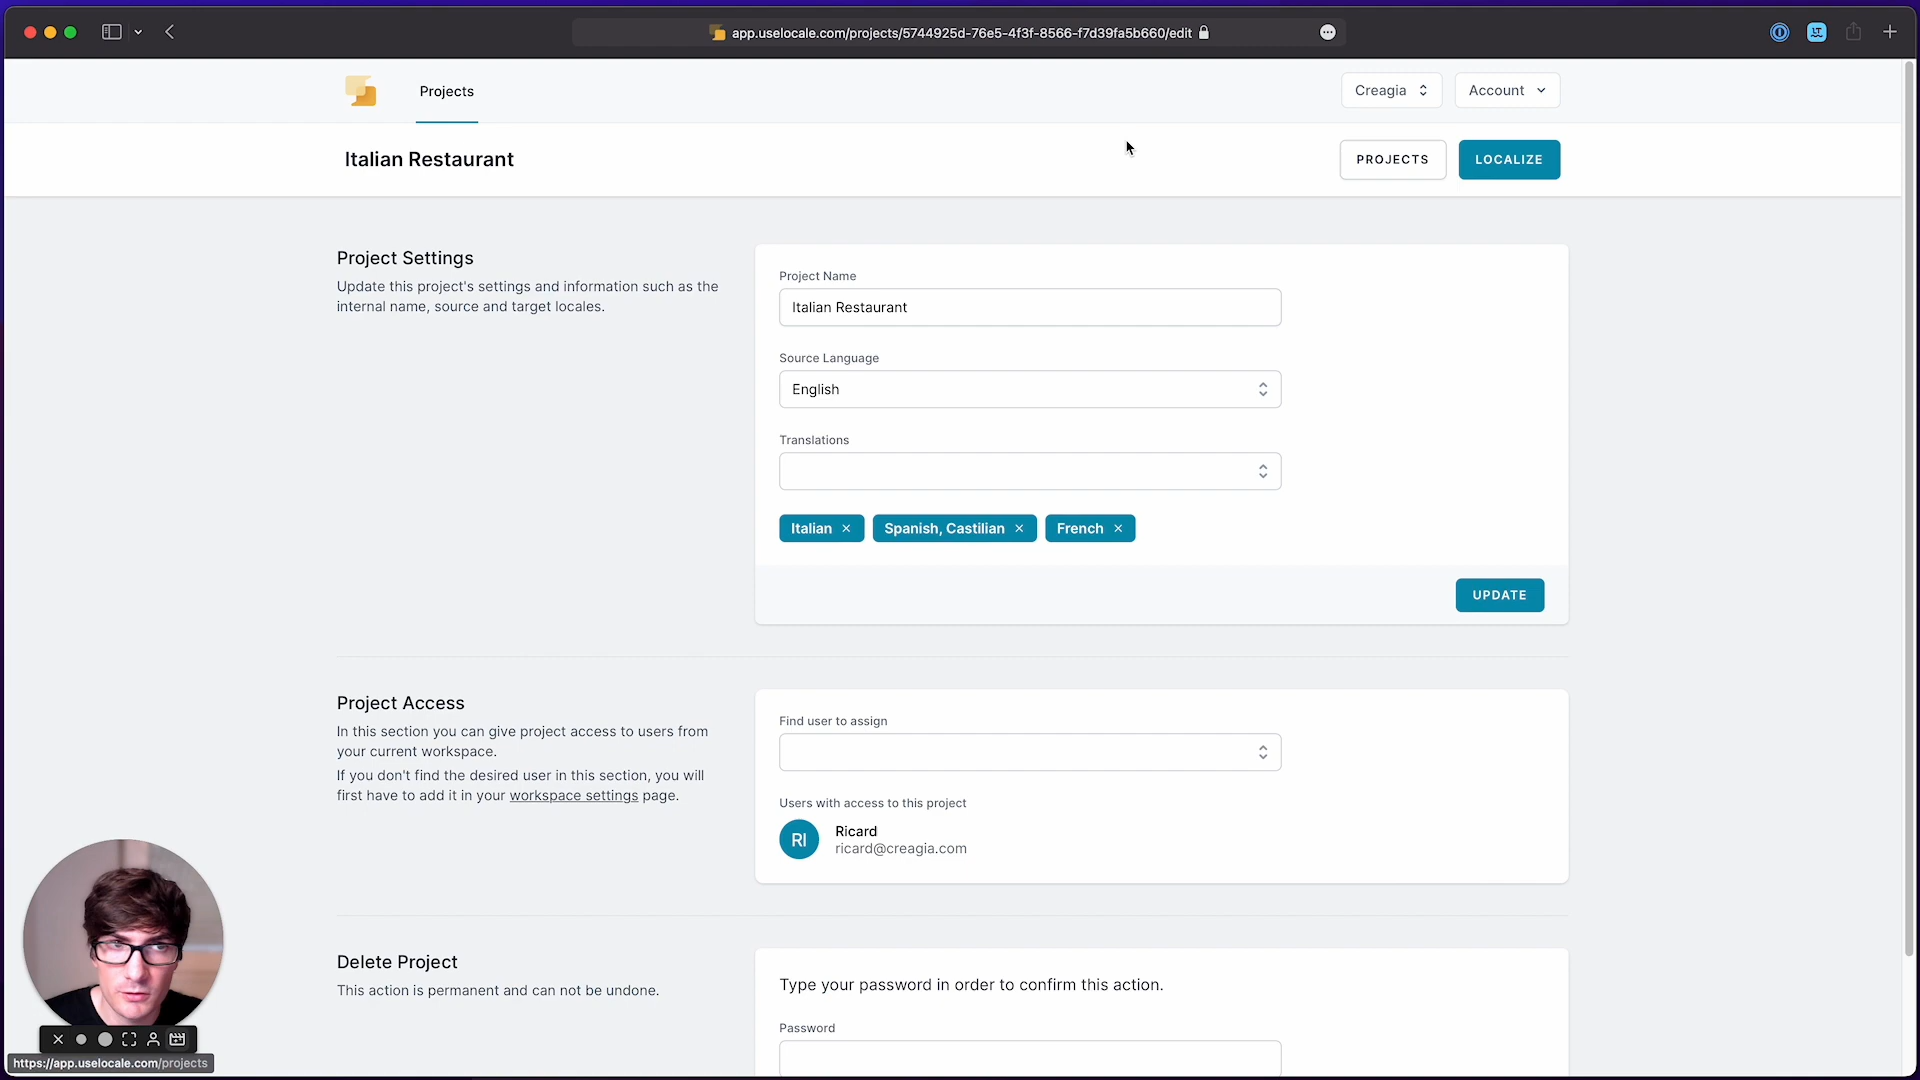 app.uselocale.com/projects/5744925d-76e5-4f3f-8566-f7d39fa5b660/edit
Projects
Creagia
Account
Italian Restaurant
PROJECTS
LOCALIZE
Project Settings
Update this project's settings and information such as the
internal name, source and target locales.
Project Name
Italian Restaurant
Source Language
English
Translations
Italian ×
Spanish, Castilian ×
French ×
UPDATE
Project Access
In this section you can give project access to users from
your current workspace.
If you don't find the desired user in this section, you will
first have to add it in your workspace settings page.
Find user to assign
Users with access to this project
RI
Ricard
ricard@creagia.com
Delete Project
This action is permanent and can not be undone.
Type your password in order to confirm this action.
Password
https://app.uselocale.com/projects